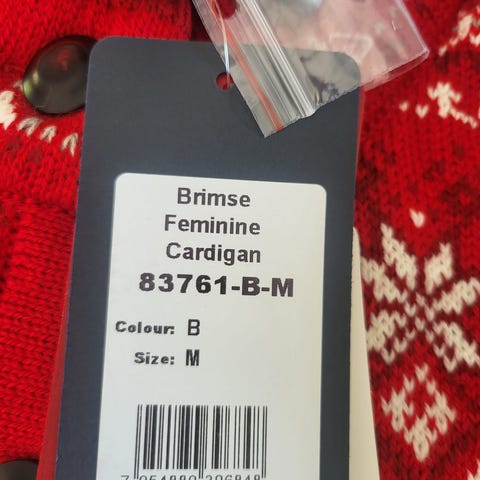 Brimse
Feminine
Cardigan
83761-B-M
Colour: B
Size: M